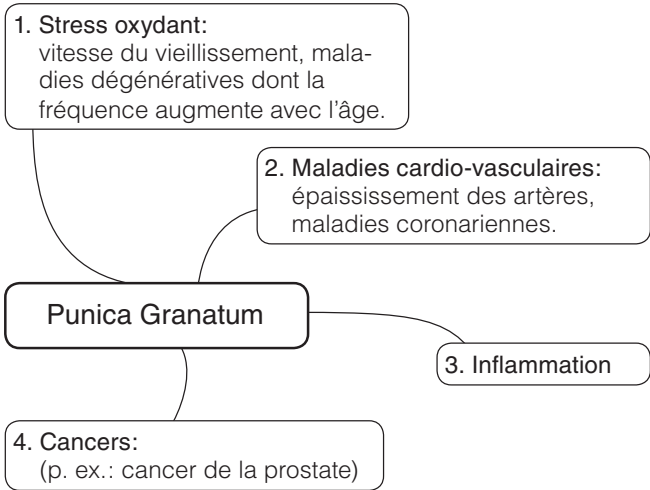 1. Stress oxydant:
vitesse du vieillissement, mala-
dies dégénératives dont la
fréquence augmente avec l'âge.
2. Maladies cardio-vasculaires:
épaississement des artères,
maladies coronariennes.
Punica Granatum
3. Inflammation
4. Cancers:
(p. ex.: cancer de la prostate)